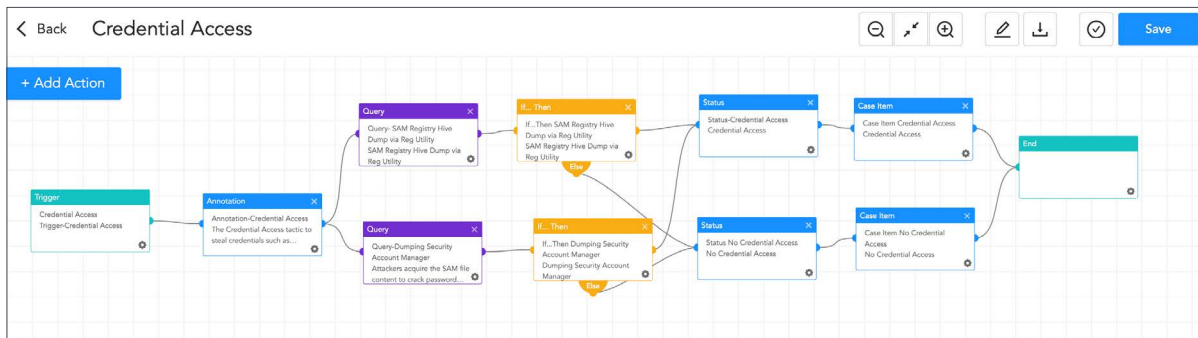 Back
Credential Access
Save
+ Add Action
Trigger
Credential Access
Trigger-Credential Access
Annotation
Annotation-Credential Access
The Credential Access tactic to
steal credentials such as...
Query
Query- SAM Registry Hive
Dump via Reg Utility
SAM Registry Hive Dump via
Reg Utility
Query
Query-Dumping Security
Account Manager
Attackers acquire the SAM file
content to crack password...
If... Then
If...Then SAM Registry Hive
Dump via Reg Utility
SAM Registry Hive Dump via
Reg Utility
Else
If... Then
If...Then Dumping Security
Account Manager
Dumping Security Account
Manager
Else
Status
Status-Credential Access
Credential Access
Status
Status No Credential Access
No Credential Access
Case Item
Case Item Credential Access
Credential Access
Case Item
Case Item No Credential
Access
No Credential Access
End